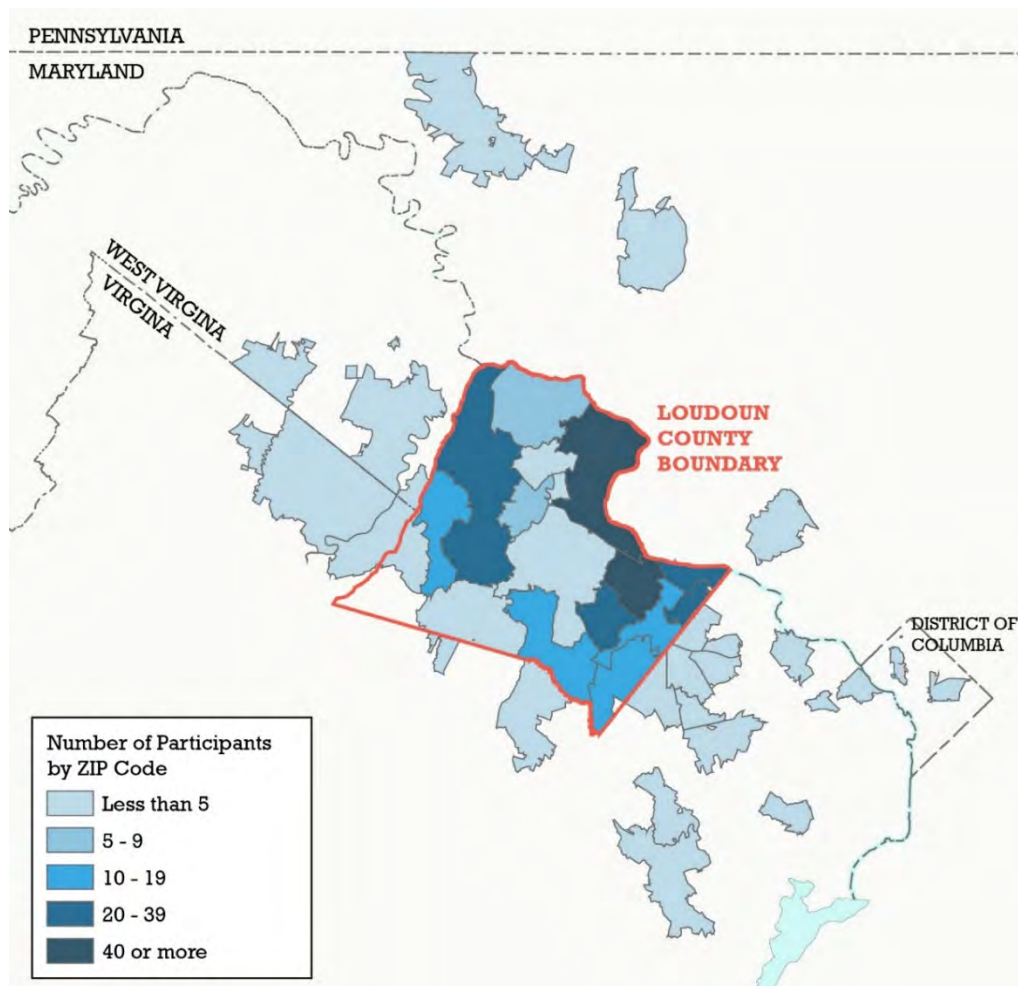 PENNSYLVANIA
MARYLAND
WEST VIRGINIA
VIRGINA
LOUDOUN
COUNTY
BOUNDARY
DISTRICT OF
COLUMBIA
Number of Participants
by ZIP Code
Less than 5
5 - 9
10 - 19
20 - 39
40 or more